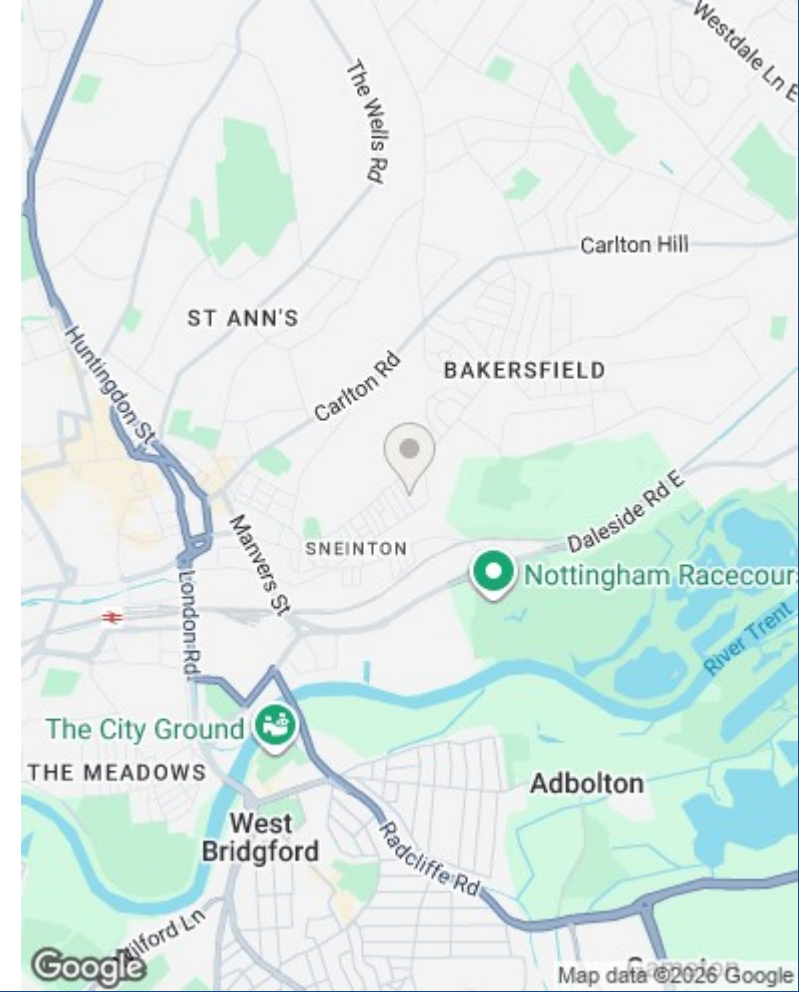 Westdale Ln E
The Wells Rd
Carlton Hill
ST ANN'S
Huntingdon St
Carlton Rd
BAKERSFIELD
Manvers St
SNEINTON
Daleside Rd E
Nottingham Racecour
London Rd
River Trent
The City Ground
THE MEADOWS
Adbolton
West
Bridgford
Radcliffe Rd
Wilford Ln
Google
Map data ©2026 Google